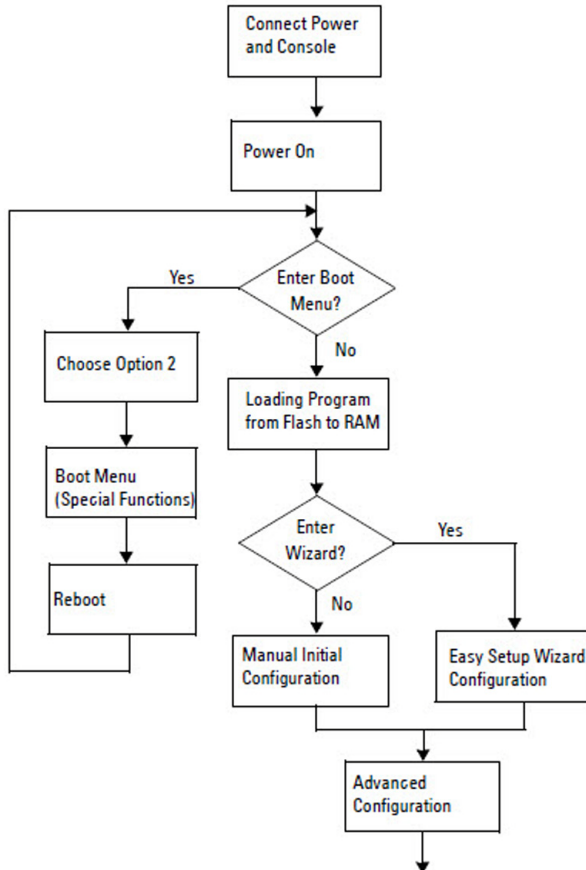 Connect Power
and Console
Power On
Enter Boot
Menu?
Yes
No
Choose Option 2
Loading Program
from Flash to RAM
Boot Menu
(Special Functions)
Enter
Wizard?
Yes
No
Reboot
Manual Initial
Configuration
Easy Setup Wizard
Configuration
Advanced
Configuration